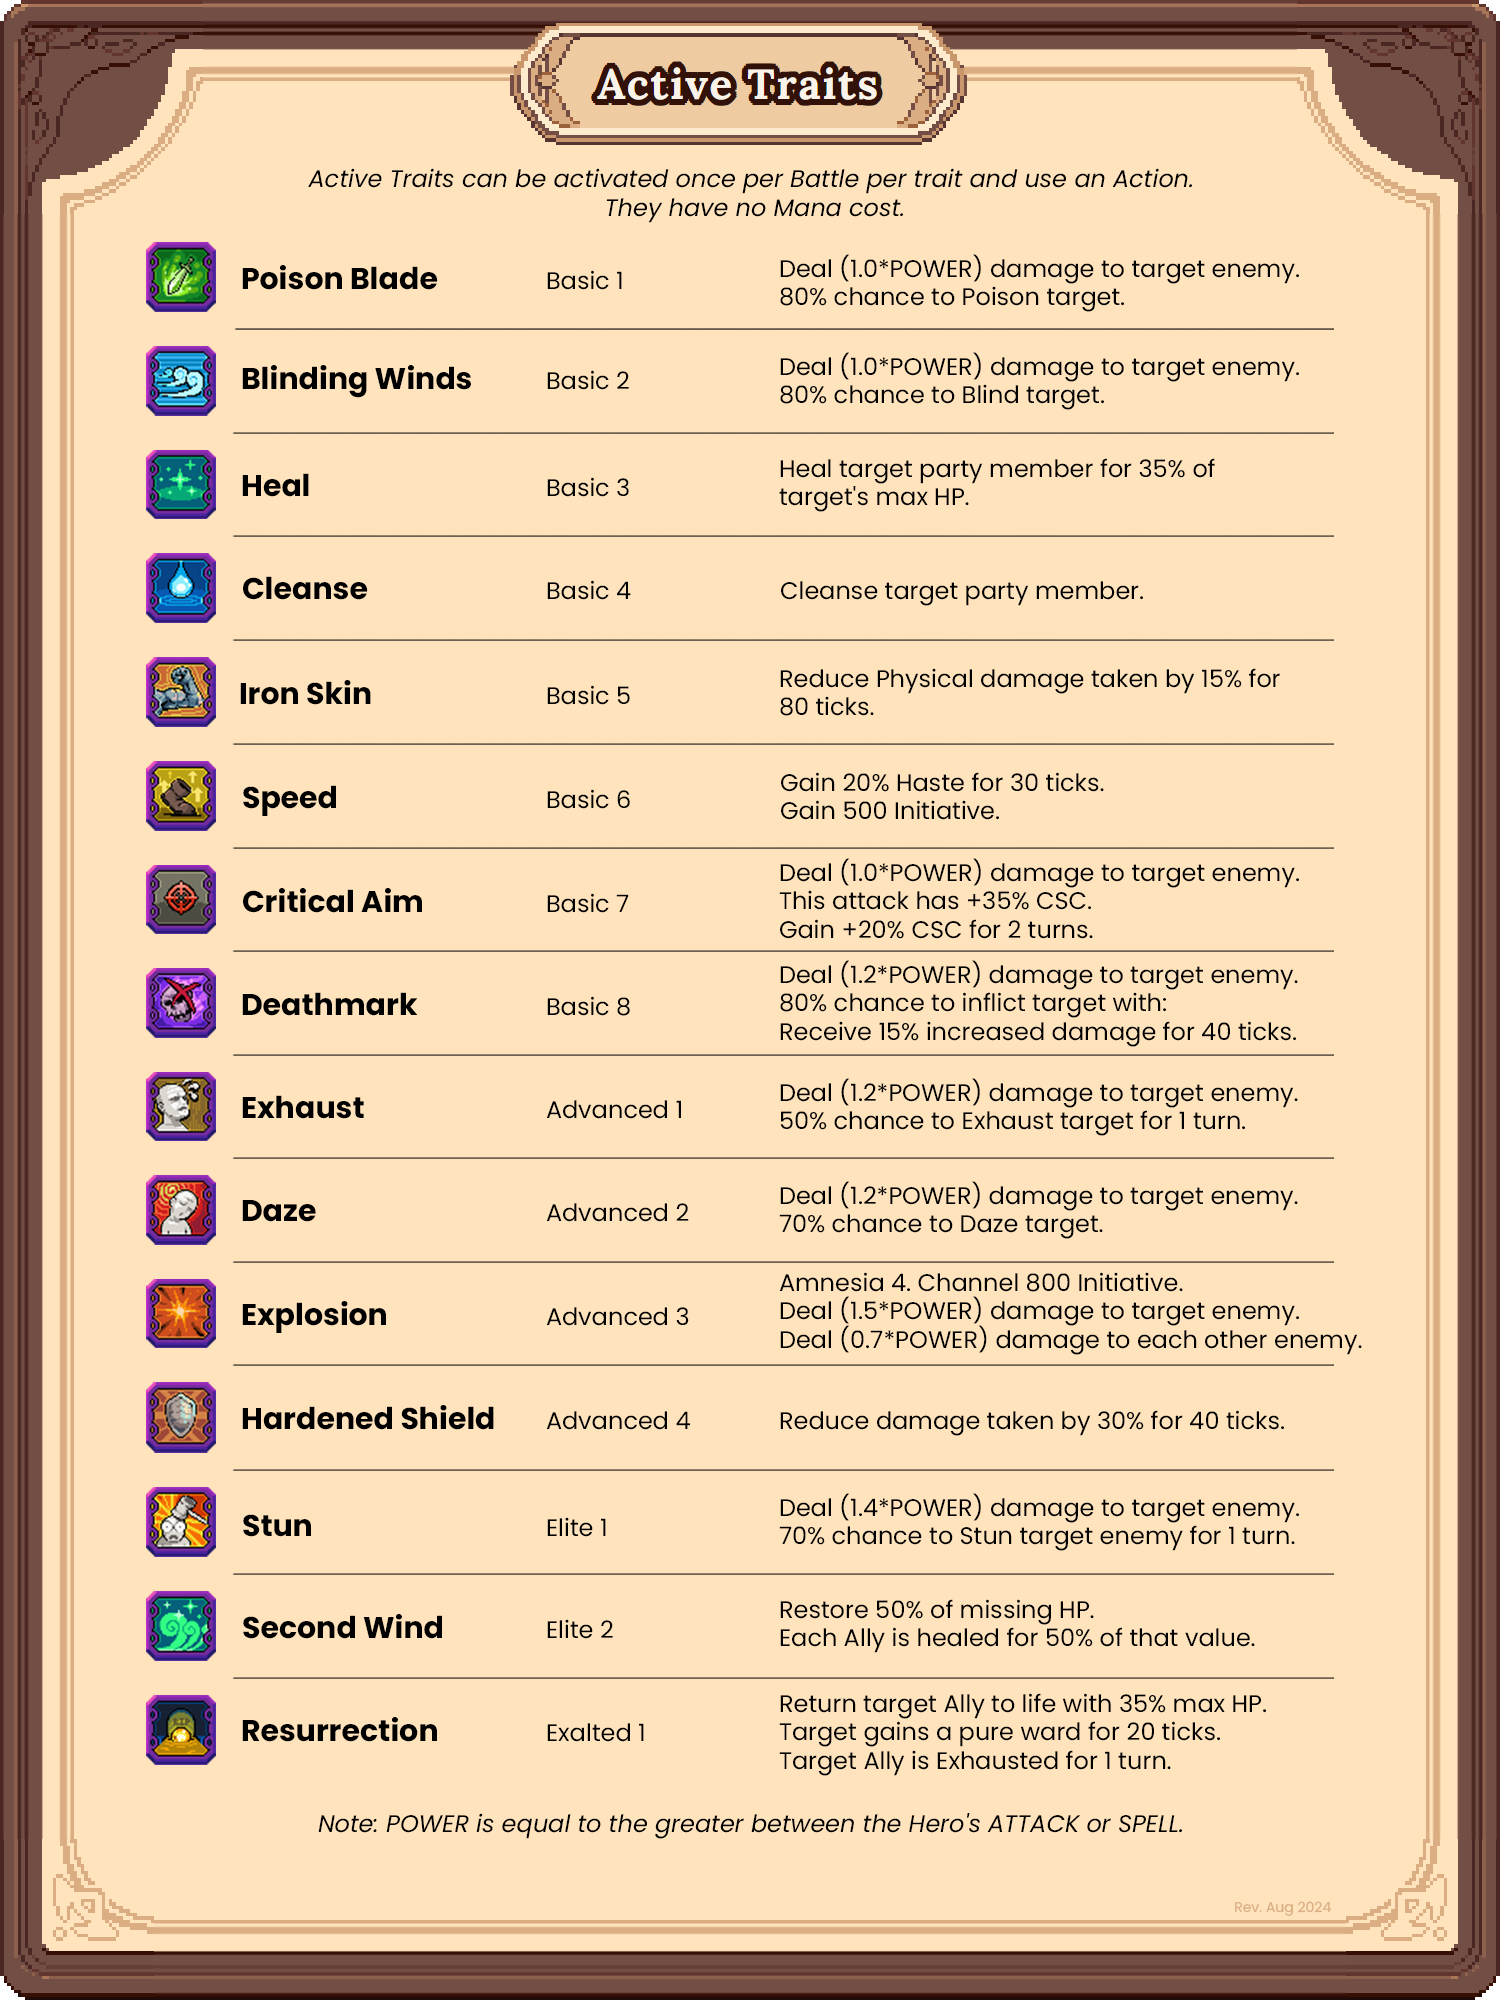 Active Traits
Active Traits can be activated once per Battle per trait and use an Action.
They have no Mana cost.
Poison Blade
Basic 1
Deal (1.0*POWER) damage to target enemy.
80% chance to Poison target.
Blinding Winds
Basic 2
Deal (1.0*POWER) damage to target enemy.
80% chance to Blind target.
Heal
Basic 3
Heal target party member for 35% of
target's max HP.
Cleanse
Basic 4
Cleanse target party member.
Iron Skin
Basic 5
Reduce Physical damage taken by 15% for
80 ticks.
Speed
Basic 6
Gain 20% Haste for 30 ticks.
Gain 500 Initiative.
Critical Aim
Basic 7
Deal (1.0*POWER) damage to target enemy.
This attack has +35% CSC.
Gain +20% CSC for 2 turns.
Deathmark
Basic 8
Deal (1.2*POWER) damage to target enemy.
80% chance to inflict target with:
Receive 15% increased damage for 40 ticks.
Exhaust
Advanced 1
Deal (1.2*POWER) damage to target enemy.
50% chance to Exhaust target for 1 turn.
Daze
Advanced 2
Deal (1.2*POWER) damage to target enemy.
70% chance to Daze target.
Explosion
Advanced 3
Amnesia 4. Channel 800 Initiative.
Deal (1.5*POWER) damage to target enemy.
Deal (0.7*POWER) damage to each other enemy.
Hardened Shield
Advanced 4
Reduce damage taken by 30% for 40 ticks.
Stun
Elite 1
Deal (1.4*POWER) damage to target enemy.
70% chance to Stun target enemy for 1 turn.
Second Wind
Elite 2
Restore 50% of missing HP.
Each Ally is healed for 50% of that value.
RIP
Resurrection
Exalted 1
Return target Ally to life with 35% max HP.
Target gains a pure ward for 20 ticks.
Target Ally is Exhausted for 1 turn.
Note: POWER is equal to the greater between the Hero's ATTACK or SPELL.
Rev. Aug 2024